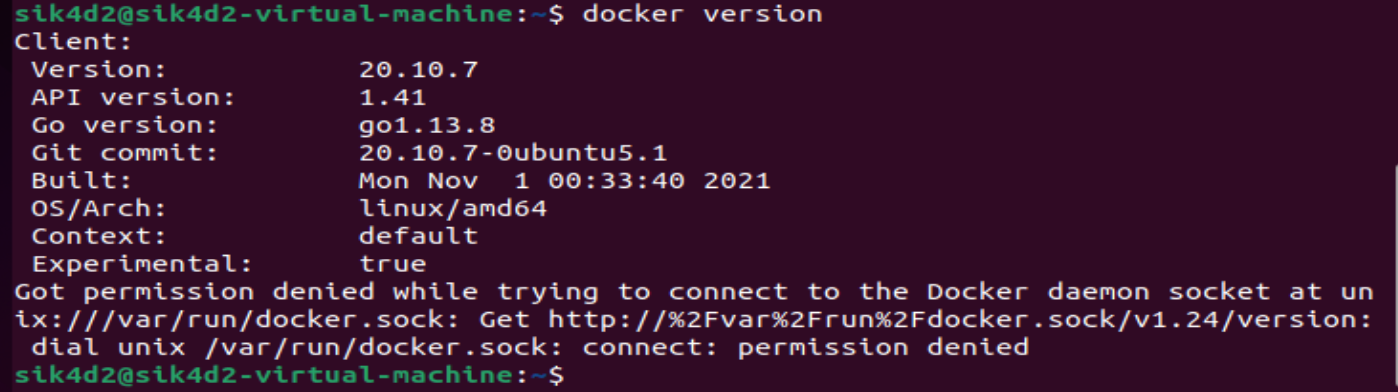 sik4d2@sik4d2-virtual-machine:~$ docker version
Client:
 Version:           20.10.7
 API version:       1.41
 Go version:        go1.13.8
 Git commit:        20.10.7-0ubuntu5.1
 Built:             Mon Nov  1 00:33:40 2021
 OS/Arch:           linux/amd64
 Context:           default
 Experimental:      true
Got permission denied while trying to connect to the Docker daemon socket at un
ix:///var/run/docker.sock: Get http://%2Fvar%2Frun%2Fdocker.sock/v1.24/version:
 dial unix /var/run/docker.sock: connect: permission denied
sik4d2@sik4d2-virtual-machine:~$